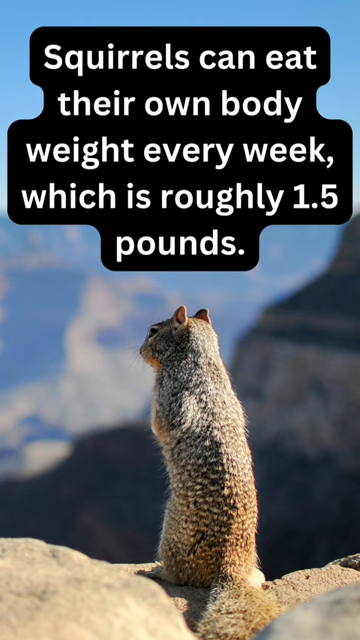 Squirrels can eat
their own body
weight every week,
which is roughly 1.5
pounds.